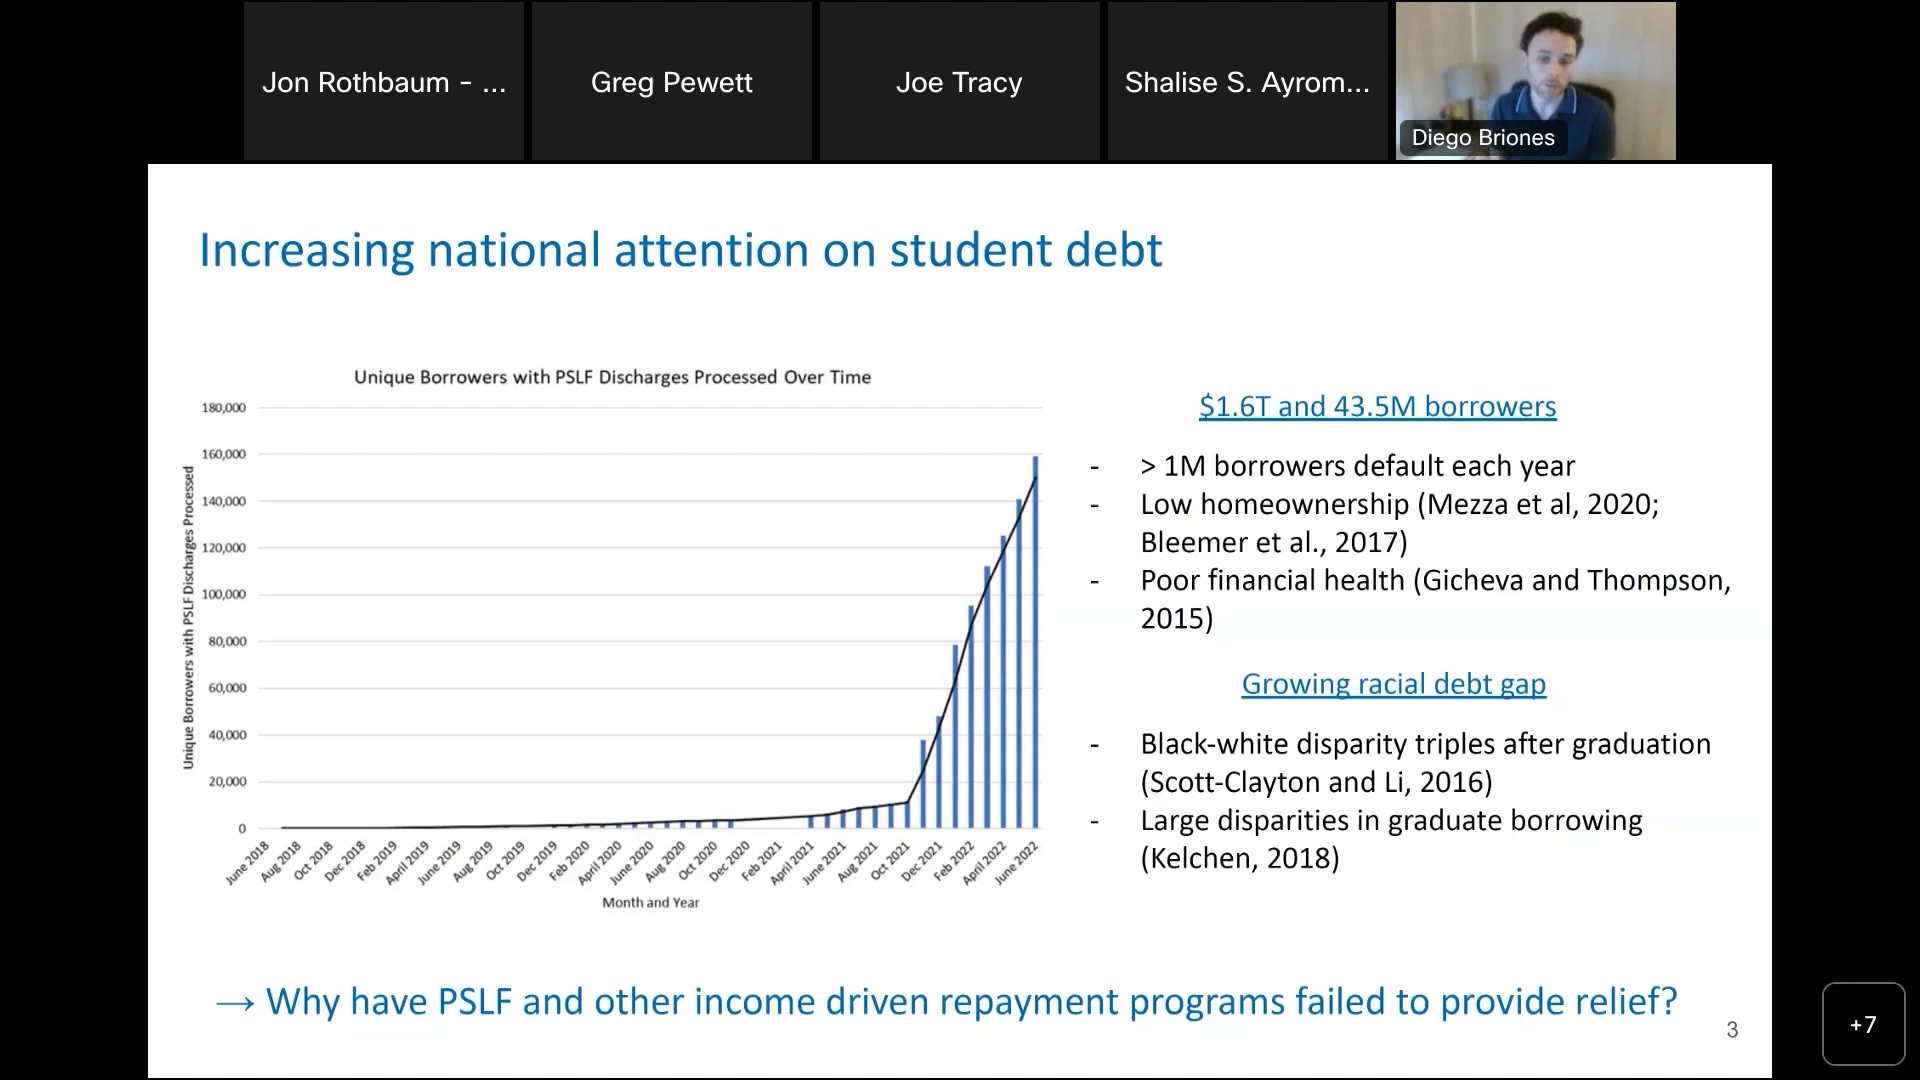 Jon Rothbaum - ...
Greg Pewett
Joe Tracy
Shalise S. Ayrom...
Diego Briones
Increasing national attention on student debt
Unique Borrowers with PSLF Discharges Processed Over Time
Unique Borrowers with PSLF Discharges Processed
180,000
160,000
140,000
120,000
100,000
80,000
60,000
40,000
20,000
0
June 2018
Aug 2018
Oct 2018
Dec 2018
Feb 2019
April 2019
June 2019
Aug 2019
Oct 2019
Dec 2019
Feb 2020
April 2020
June 2020
Aug 2020
Oct 2020
Dec 2020
Feb 2021
April 2021
June 2021
Aug 2021
Oct 2021
Dec 2021
Feb 2022
April 2022
June 2022
Month and Year
$1.6T and 43.5M borrowers
- > 1M borrowers default each year
- Low homeownership (Mezza et al, 2020;
Bleemer et al., 2017)
- Poor financial health (Gicheva and Thompson,
2015)
Growing racial debt gap
- Black-white disparity triples after graduation
(Scott-Clayton and Li, 2016)
- Large disparities in graduate borrowing
(Kelchen, 2018)
→ Why have PSLF and other income driven repayment programs failed to provide relief?
3
+7